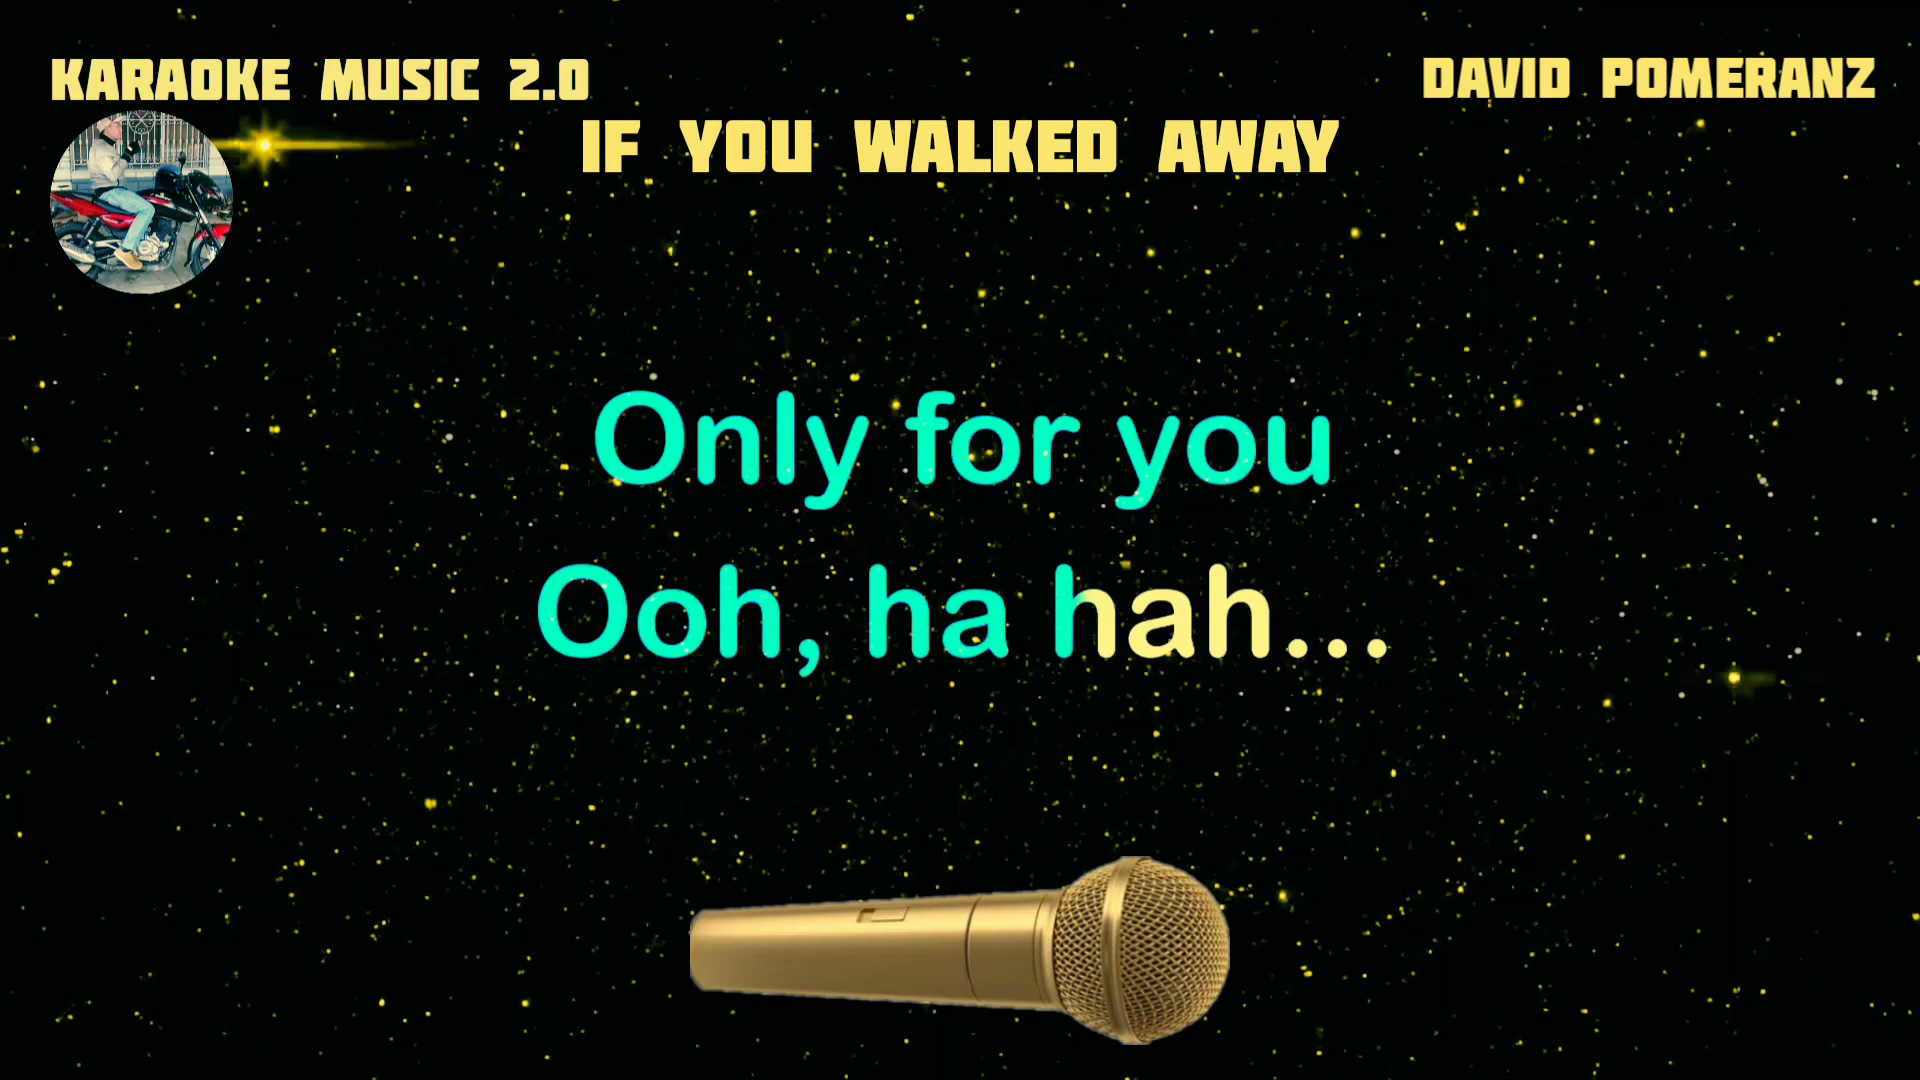 KARAOKE MUSIC 2.0
DAVID POMERANZ
IF YOU WALKED AWAY
Only for you
Ooh, ha hah...